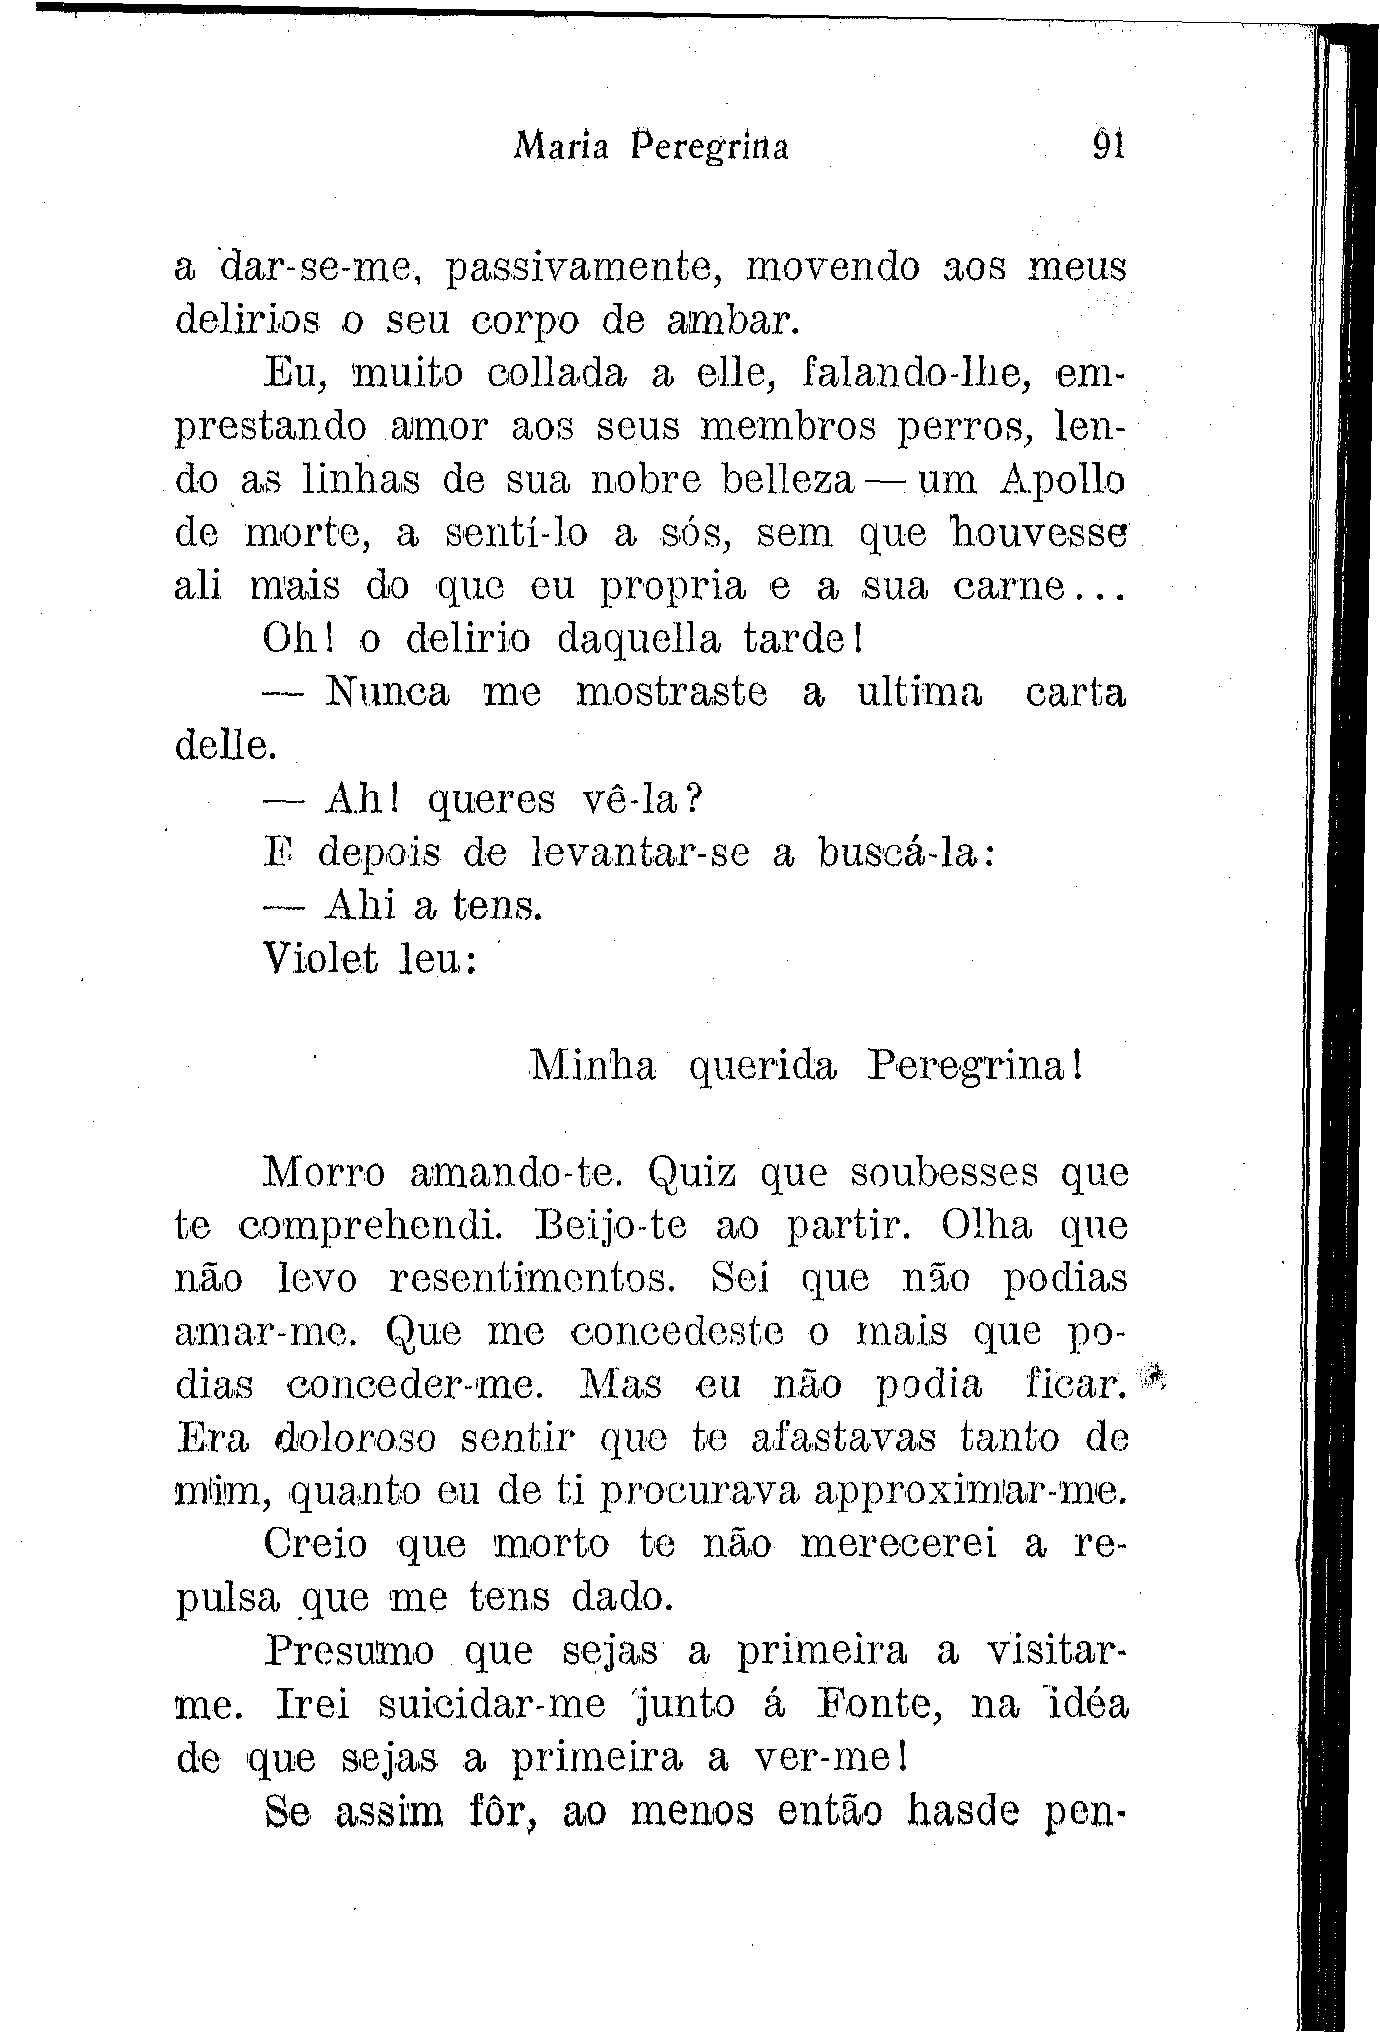 Maria Peregrina 91
a dar-se-me, passivamente, movendo aos meus
delirios o seu corpo de ambar.
Eu, muito collada a elle, falando-lhe, em-
prestando amor aos seus membros perros, len-
do as linhas de sua nobre belleza — um Apollo
de morte, a sentí-lo a sós, sem que houvesse
ali mais do que eu propria e a sua carne...
Oh! o delirio daquella tarde!
— Nunca me mostraste a ultima carta
delle.
— Ah! queres vê-la?
E depois de levantar-se a buscá-la:
— Ahi a tens.
Violet leu:
Minha querida Peregrina!
Morro amando-te. Quiz que soubesses que
te comprehendi. Beijo-te ao partir. Olha que
não levo resentimentos. Sei que não podias
amar-me. Que me concedeste o mais que po-
dias conceder-me. Mas eu não podia ficar.
Era doloroso sentir que te afastavas tanto de
mim, quanto eu de ti procurava approximar-me.
Creio que morto te não merecerei a re-
pulsa que me tens dado.
Presumo que sejas a primeira a visitar-
me. Irei suicidar-me junto á Fonte, na idéa
de que sejas a primeira a ver-me!
Se assim fôr, ao menos então hasde pen-